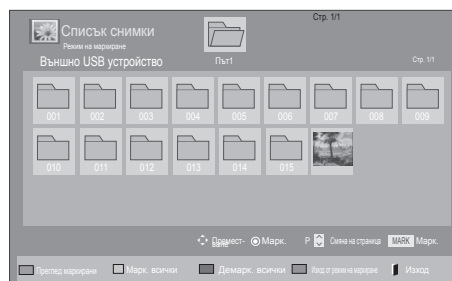 Стр. 1/1
Списък снимки
Режим на маркиране
Външно USB устройство
Път1
Стр. 1/1
001 002 003 004 005 006 007 008 009
010 011 012 013 014 015
Премест-
ване
Марк. P Смяна на страница MARK Марк.
Преглед маркирани Марк. всички Демарк. всички Изход от режим на маркиране Изход